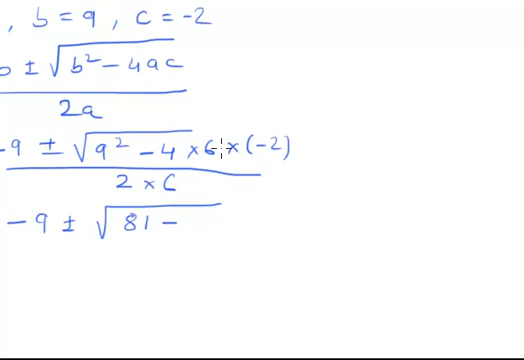 , b = 9 , c = -2
b ± √b² - 4ac
2a
-9 ± √9² - 4 × 6 × (-2)
2 × 6
- 9 ± √81 -